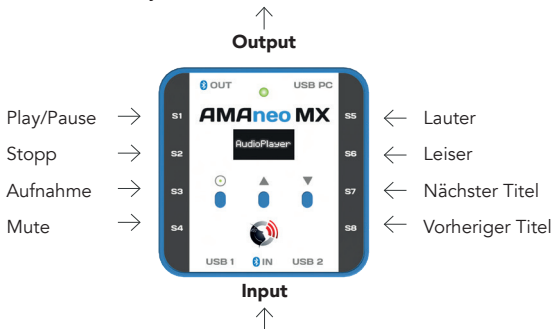 Output
OUT USB PC
Play/Pause S1 AMAneo MX S5 Lauter
AudioPlayer
Stopp S2 S6 Leiser
Aufnahme S3 S7 Nächster Titel
Mute S4 S8 Vorheriger Titel
USB 1 IN USB 2
Input